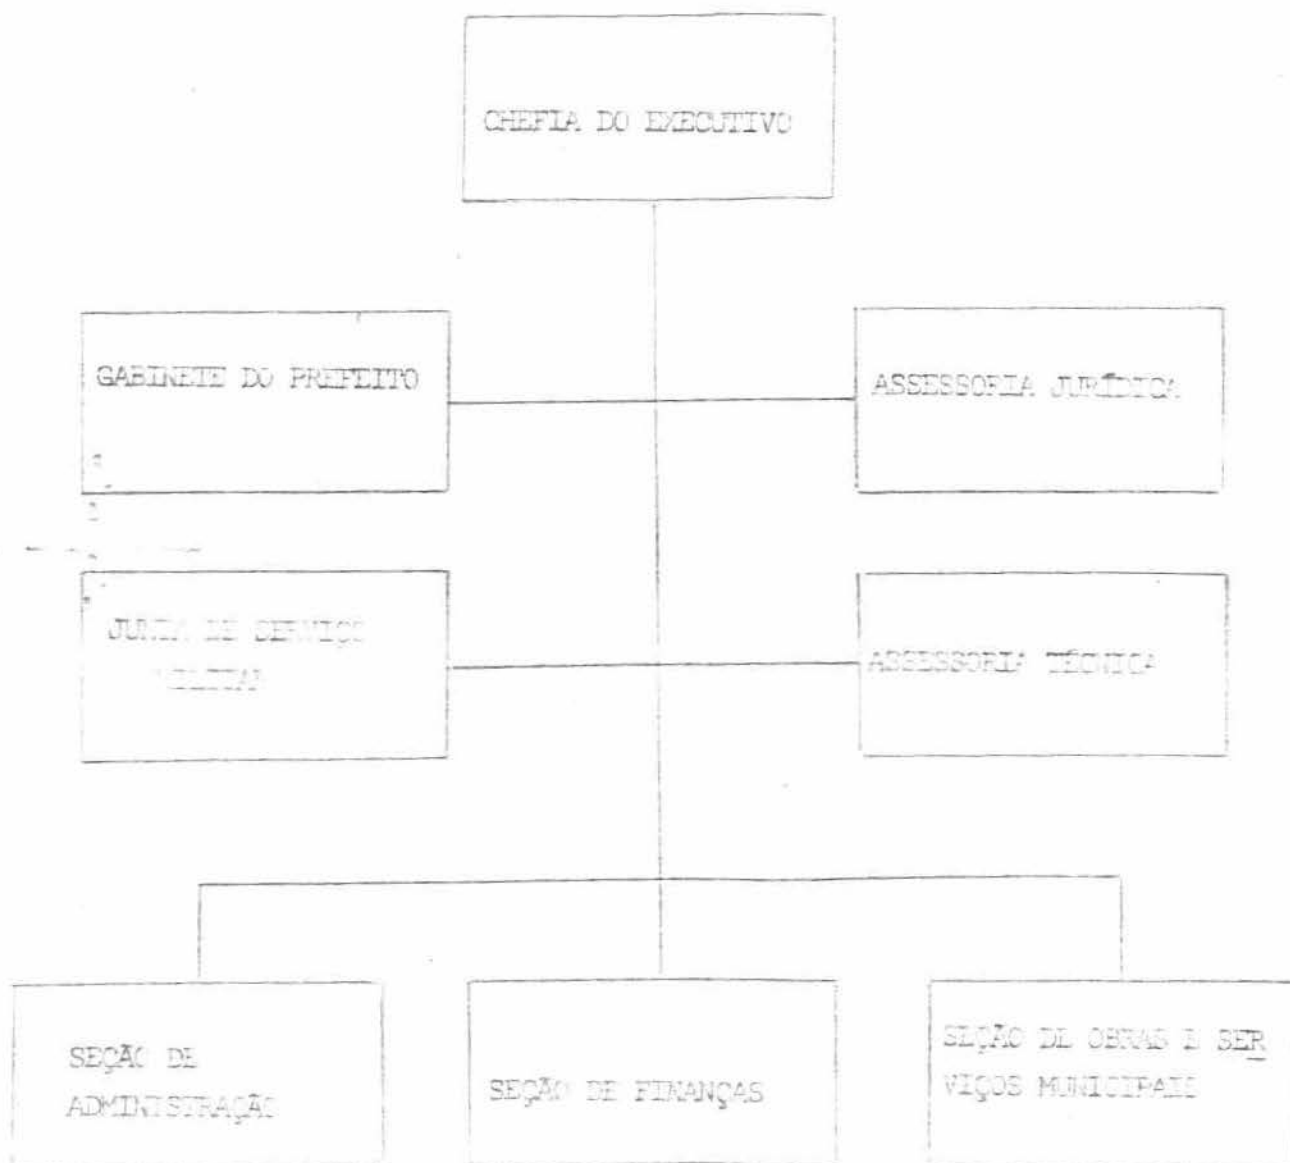 CHEFIA DO EXECUTIVO
GABINETE DO PREFEITO
ASSESSORIA JURÍDICA
JUNTA DE SERVIÇO
MILITAR
ASSESSORIA TÉCNICA
SEÇÃO DE
ADMINISTRAÇÃO
SEÇÃO DE FINANÇAS
SEÇÃO DE OBRAS E SER
VIÇOS MUNICIPAIS